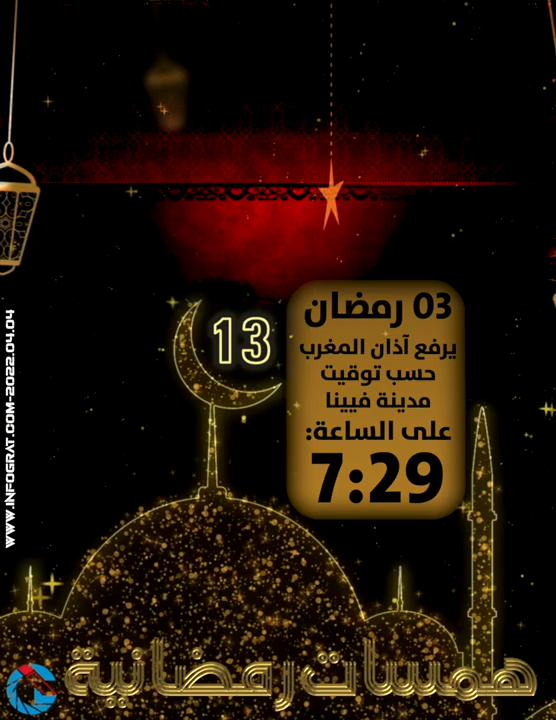 03 رمضان
13
يرفع آذان المغرب
حسب توقيت
مدينة فيينا
على الساعة:
7:29
WWW.INFOGRAT.COM-2022.04.04
همسات رمضانية